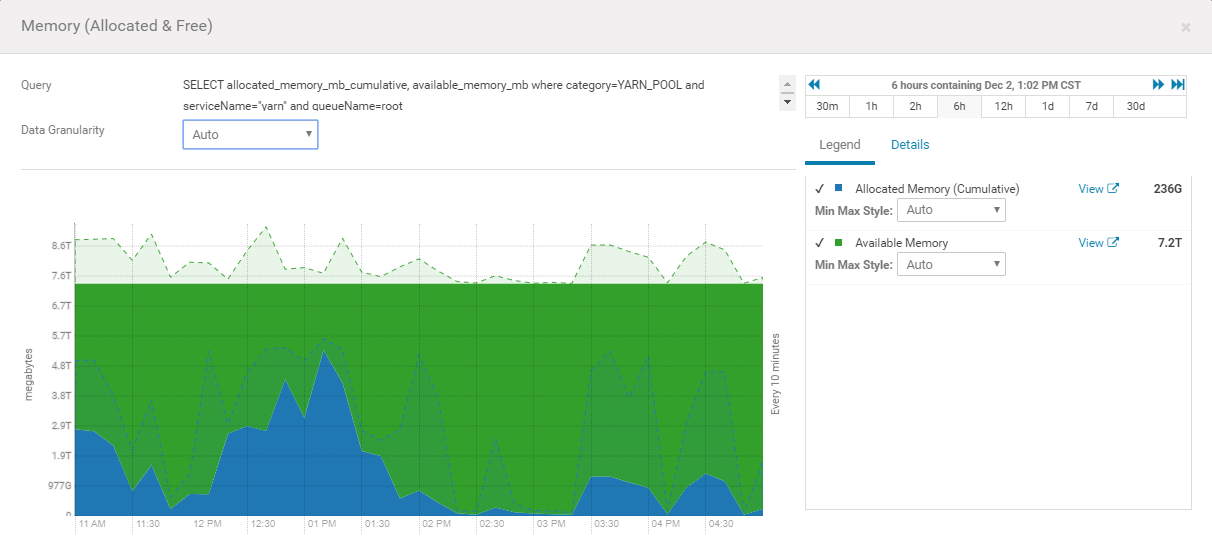 Memory (Allocated & Free)
×
Query
SELECT allocated_memory_mb_cumulative, available_memory_mb where category=YARN_POOL and
serviceName="yarn" and queueName=root
Data Granularity
Auto
6 hours containing Dec 2, 1:02 PM CST
30m 1h 2h 6h 12h 1d 7d 30d
Legend Details
✓ Allocated Memory (Cumulative) View 236G
Min Max Style: Auto
✓ Available Memory View 7.2T
Min Max Style: Auto
megabytes
8.6T
7.6T
6.7T
5.7T
4.8T
3.8T
2.9T
1.9T
977G
0
11 AM 11:30 12 PM 12:30 01 PM 01:30 02 PM 02:30 03 PM 03:30 04 PM 04:30
Every 10 minutes